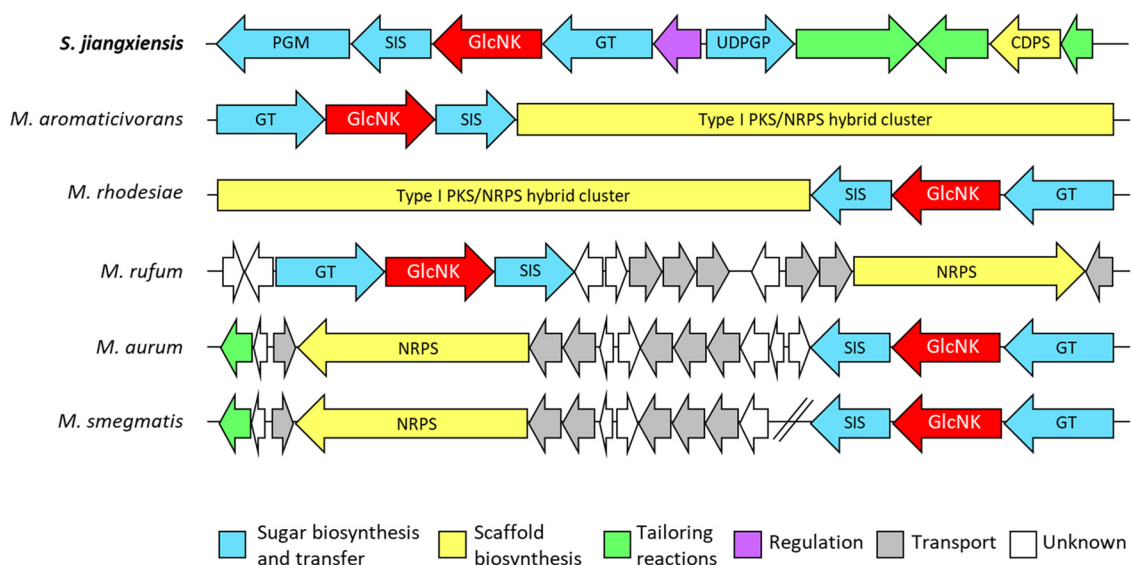 S. jiangxiensis PGM SIS GlcNK GT UDPGP CDPS
M. aromaticivorans GT GlcNK SIS Type I PKS/NRPS hybrid cluster
M. rhodesiae Type I PKS/NRPS hybrid cluster SIS GlcNK GT
M. rufum GT GlcNK SIS NRPS
M. aurum NRPS SIS GlcNK GT
M. smegmatis NRPS SIS GlcNK GT
Sugar biosynthesis
and transfer
Scaffold
biosynthesis
Tailoring
reactions
Regulation
Transport
Unknown